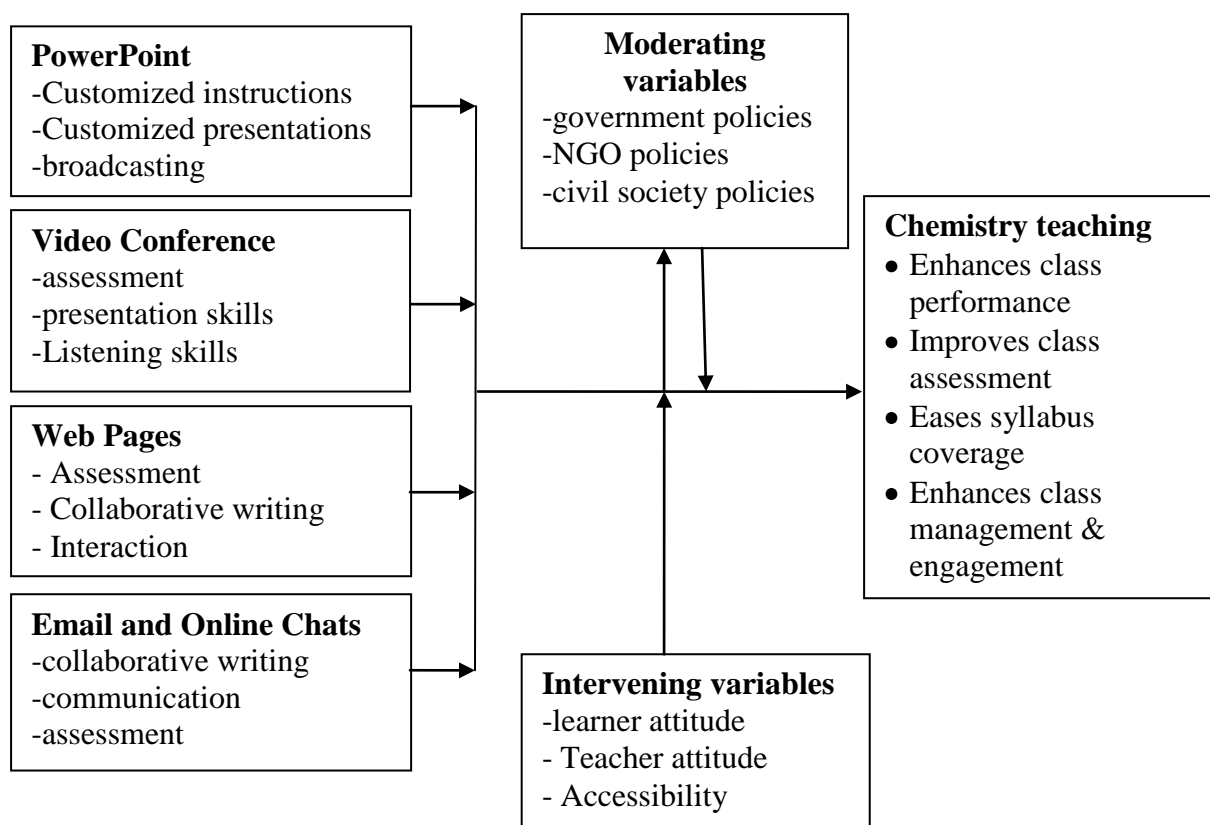 PowerPoint
-Customized instructions
-Customized presentations
-broadcasting
Video Conference
-assessment
-presentation skills
-Listening skills
Web Pages
- Assessment
- Collaborative writing
- Interaction
Email and Online Chats
-collaborative writing
-communication
-assessment
Moderating
variables
-government policies
-NGO policies
-civil society policies
Intervening variables
-learner attitude
- Teacher attitude
- Accessibility
Chemistry teaching
• Enhances class
performance
• Improves class
assessment
• Eases syllabus
coverage
• Enhances class
management &
engagement